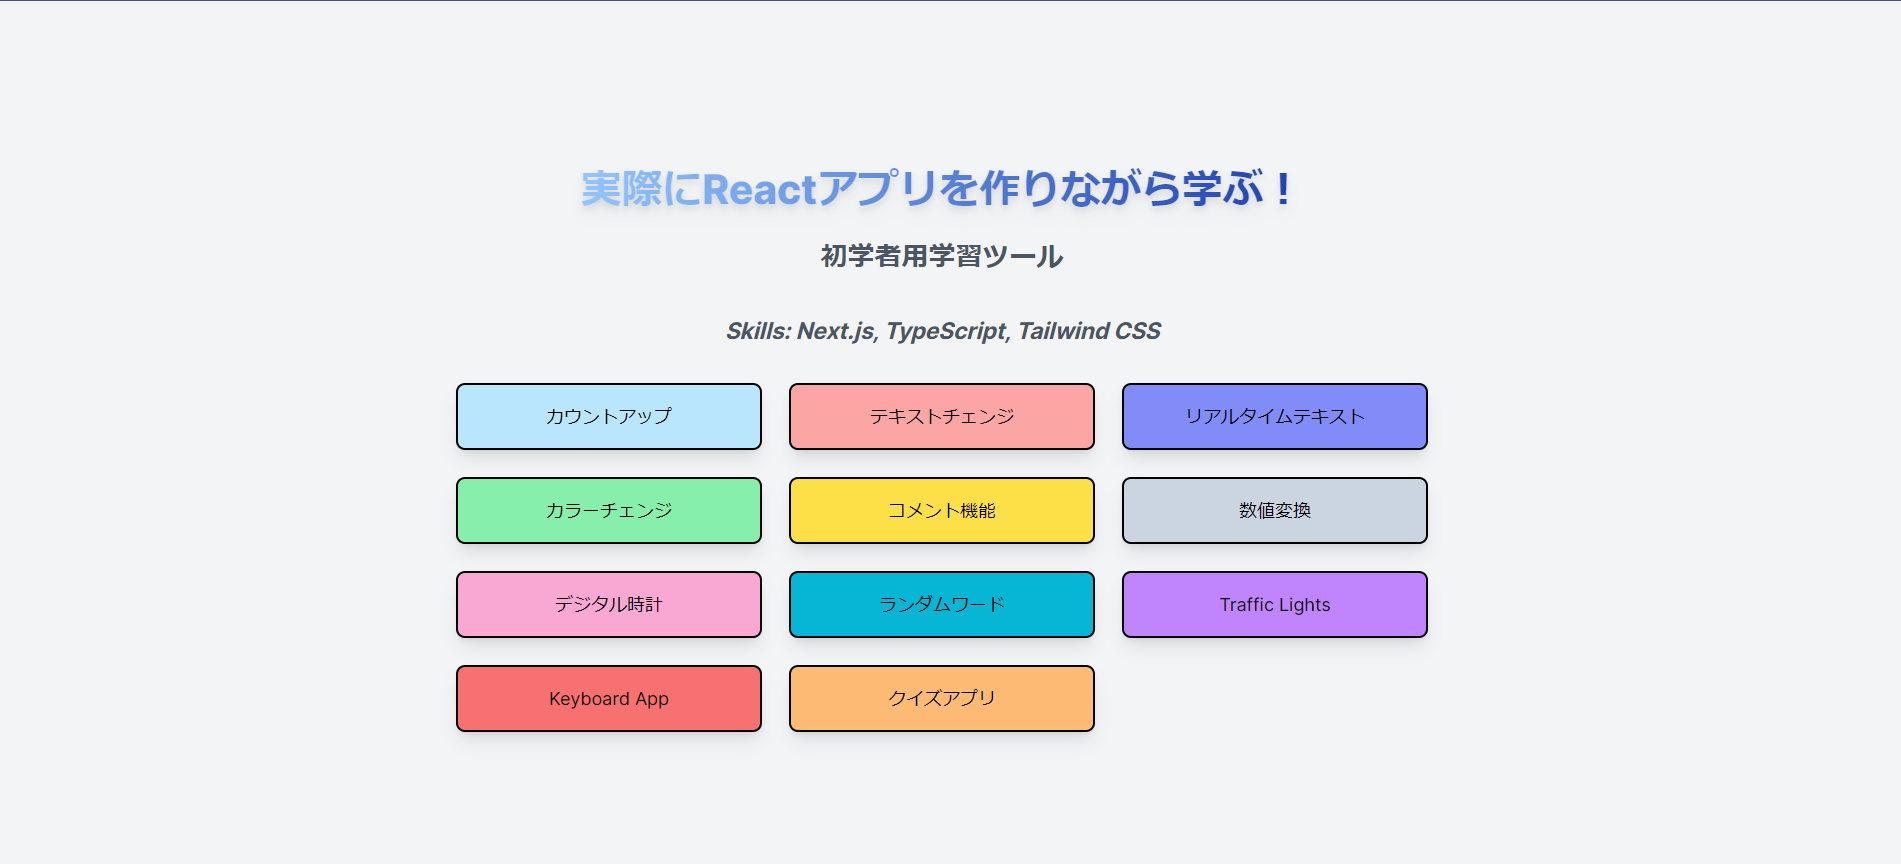 実際にReactアプリを作りながら学ぶ！
初学者用学習ツール
Skills: Next.js, TypeScript, Tailwind CSS
カウントアップ
テキストチェンジ
リアルタイムテキスト
カラーチェンジ
コメント機能
数値変換
デジタル時計
ランダムワード
Traffic Lights
Keyboard App
クイズアプリ